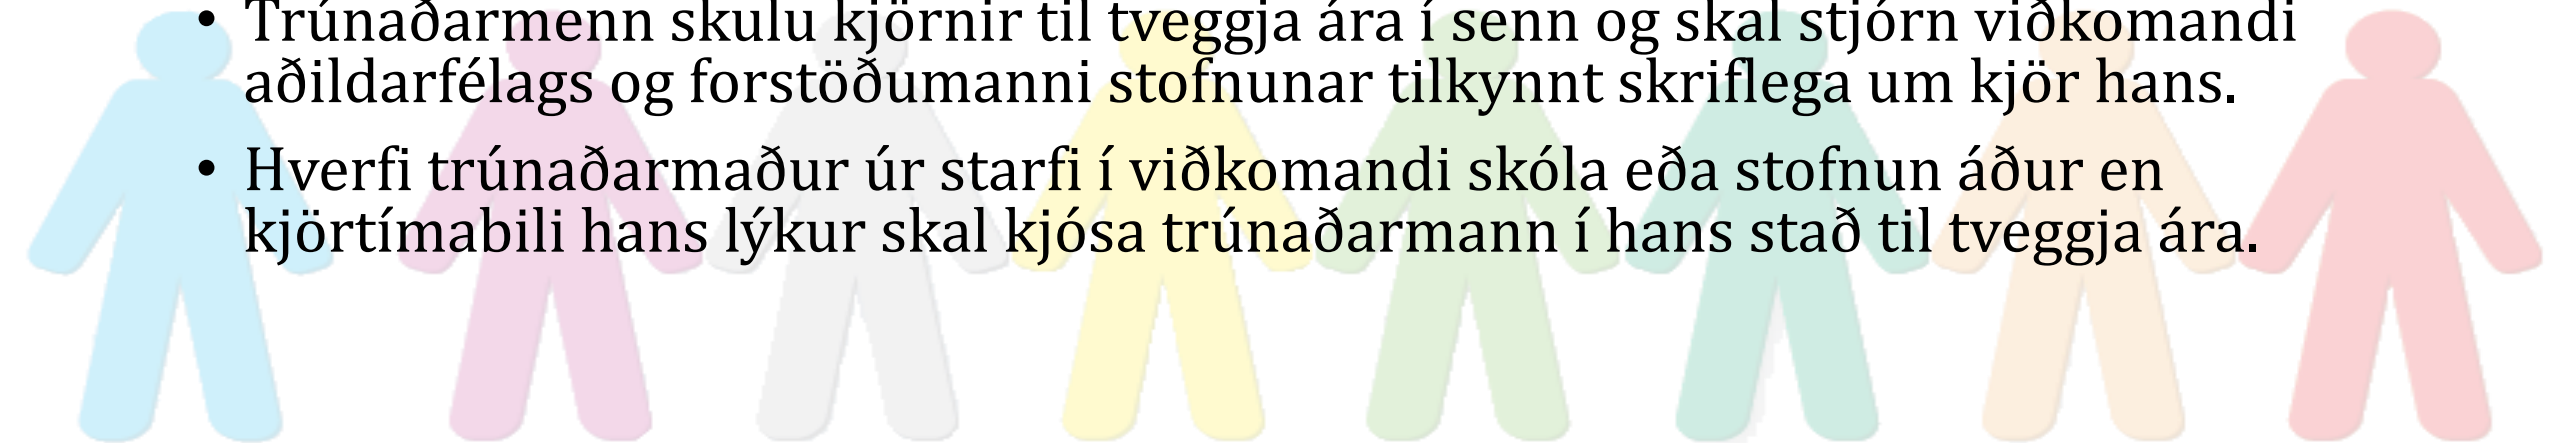 • Trúnaðarmenn skulu kjörnir til tveggja ára í senn og skal stjórn viðkomandi
aðildarfélags og forstöðumanni stofnunar tilkynnt skriflega um kjör hans.
• Hverfi trúnaðarmaður úr starfi í viðkomandi skóla eða stofnun áður en
kjörtímabili hans lýkur skal kjósa trúnaðarmann í hans stað til tveggja ára.